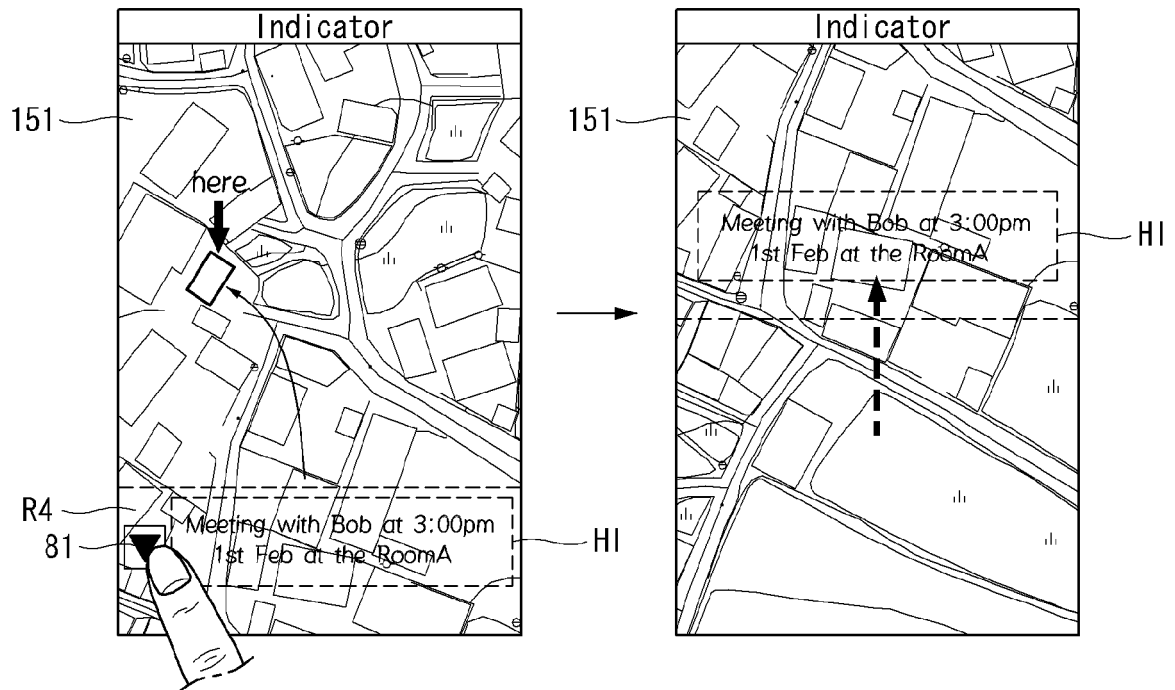 Indicator
151
here
R4
81
Meeting with Bob at 3:00pm
1st Feb at the RoomA
HI
Indicator
151
Meeting with Bob at 3:00pm
1st Feb at the RoomA
HI